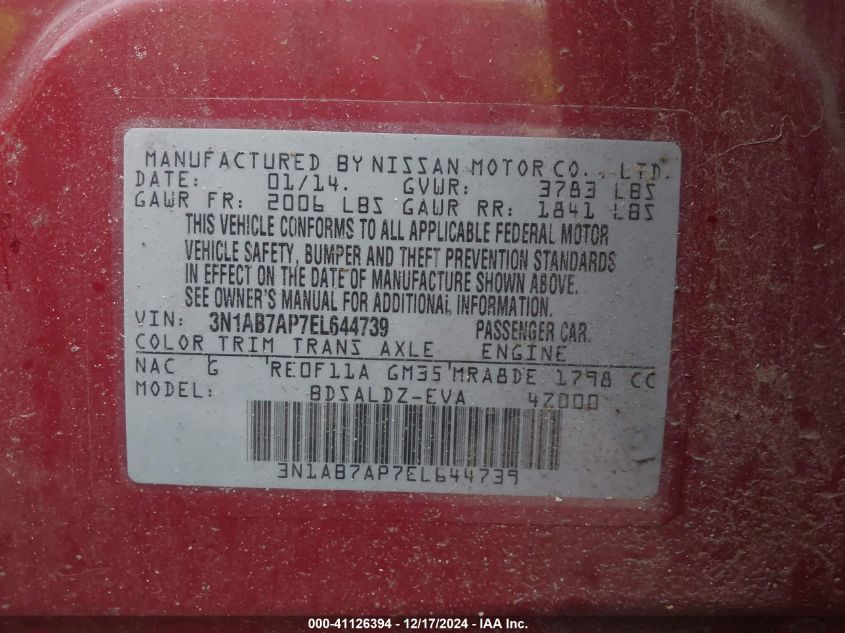 MANUFACTURED BY NISSAN MOTOR CO., LTD.
DATE: 01/14. GVWR: 3783 LBS
GAWR FR: 2006 LBS GAWR RR: 1841 LBS
THIS VEHICLE CONFORMS TO ALL APPLICABLE FEDERAL MOTOR
VEHICLE SAFETY, BUMPER AND THEFT PREVENTION STANDARDS
IN EFFECT ON THE DATE OF MANUFACTURE SHOWN ABOVE.
SEE OWNER'S MANUAL FOR ADDITIONAL INFORMATION.
VIN: 3N1AB7AP7EL644739 PASSENGER CAR.
COLOR TRIM TRANS AXLE ENGINE
NAC G RE0F11A GM35 MRA8DE 1798 CC
MODEL: BDSALDZ-EVA 4Z000
3N1AB7AP7EL644739
000-41126394 - 12/17/2024 - IAA Inc.